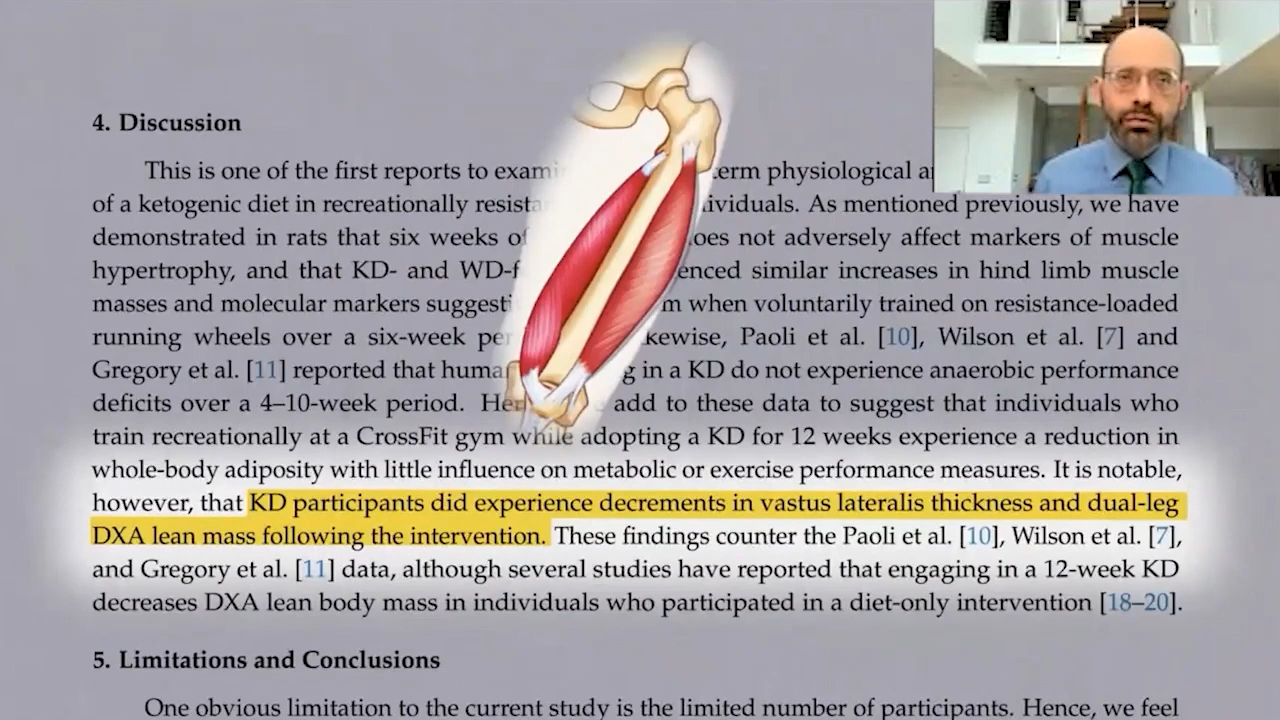 4. Discussion
This is one of the first reports to exami term physiological a
of a ketogenic diet in recreationally resista ividuals. As mentioned previously, we have
demonstrated in rats that six weeks of oes not adversely affect markers of muscle
hypertrophy, and that KD- and WD-f enced similar increases in hind limb muscle
masses and molecular markers suggesti m when voluntarily trained on resistance-loaded
running wheels over a six-week per kewise, Paoli et al. [10], Wilson et al. [7] and
Gregory et al. [11] reported that huma g in a KD do not experience anaerobic performance
deficits over a 4–10-week period. He add to these data to suggest that individuals who
train recreationally at a CrossFit gym while adopting a KD for 12 weeks experience a reduction in
whole-body adiposity with little influence on metabolic or exercise performance measures. It is notable,
however, that KD participants did experience decrements in vastus lateralis thickness and dual-leg
DXA lean mass following the intervention. These findings counter the Paoli et al. [10], Wilson et al. [7],
and Gregory et al. [11] data, although several studies have reported that engaging in a 12-week KD
decreases DXA lean body mass in individuals who participated in a diet-only intervention [18–20].
5. Limitations and Conclusions
One obvious limitation to the current study is the limited number of participants. Hence, we feel